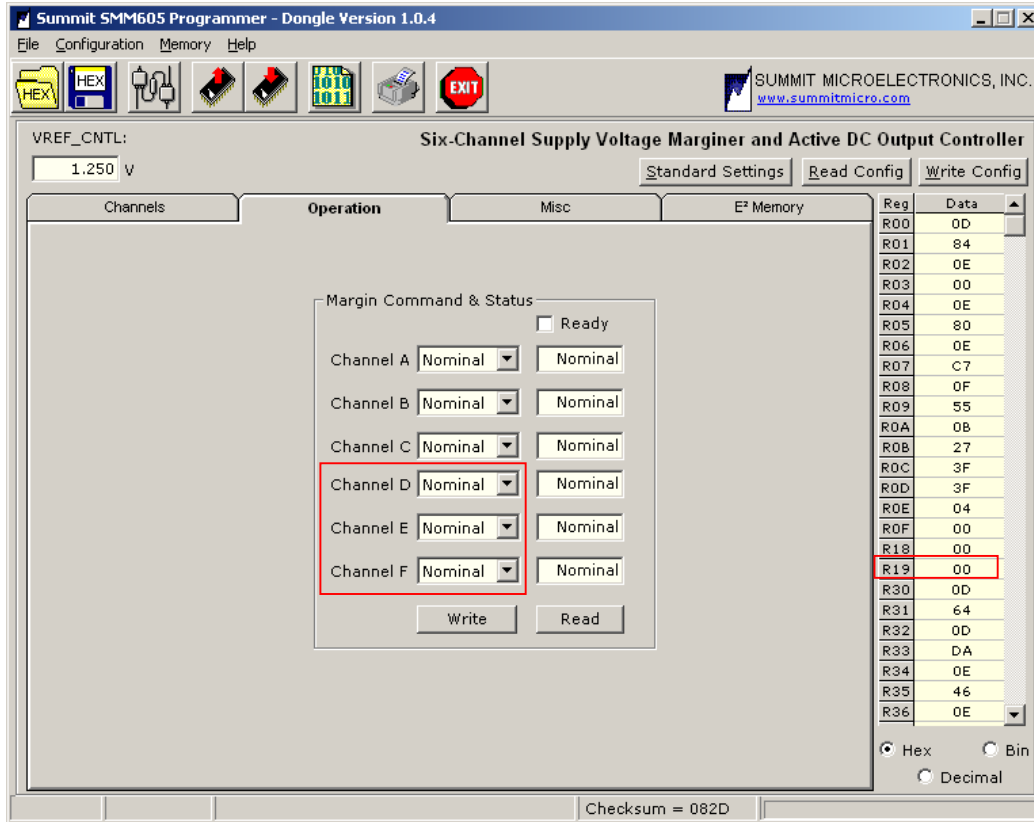 Summit SMM605 Programmer - Dongle Version 1.0.4
File Configuration Memory Help
HEX HEX 1010 1011 EXIT
SUMMIT MICROELECTRONICS, INC.
www.summitmicro.com
VREF_CNTL:
Six-Channel Supply Voltage Marginer and Active DC Output Controller
1.250 V
Standard Settings Read Config Write Config
Channels Operation Misc E² Memory
Margin Command & Status
Ready
Channel A Nominal Nominal
Channel B Nominal Nominal
Channel C Nominal Nominal
Channel D Nominal Nominal
Channel E Nominal Nominal
Channel F Nominal Nominal
Write Read
Reg Data
R00 0D
R01 84
R02 0E
R03 00
R04 0E
R05 80
R06 0E
R07 C7
R08 0F
R09 55
R0A 0B
R0B 27
R0C 3F
R0D 3F
R0E 04
R0F 00
R18 00
R19 00
R30 0D
R31 64
R32 0D
R33 DA
R34 0E
R35 46
R36 0E
Hex Bin
Decimal
Checksum = 082D